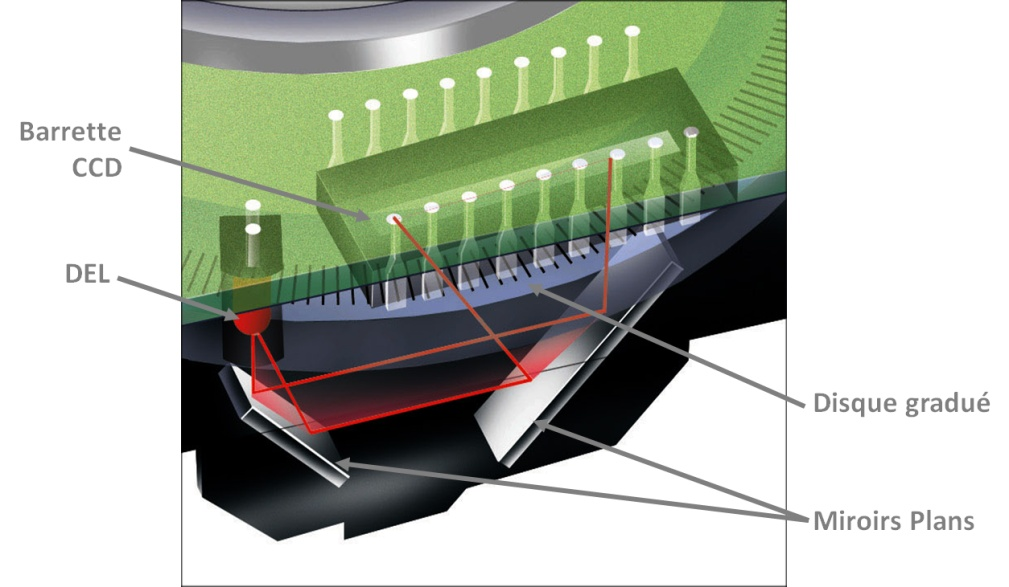 Barrette
CCD
DEL
Disque gradué
Miroirs Plans